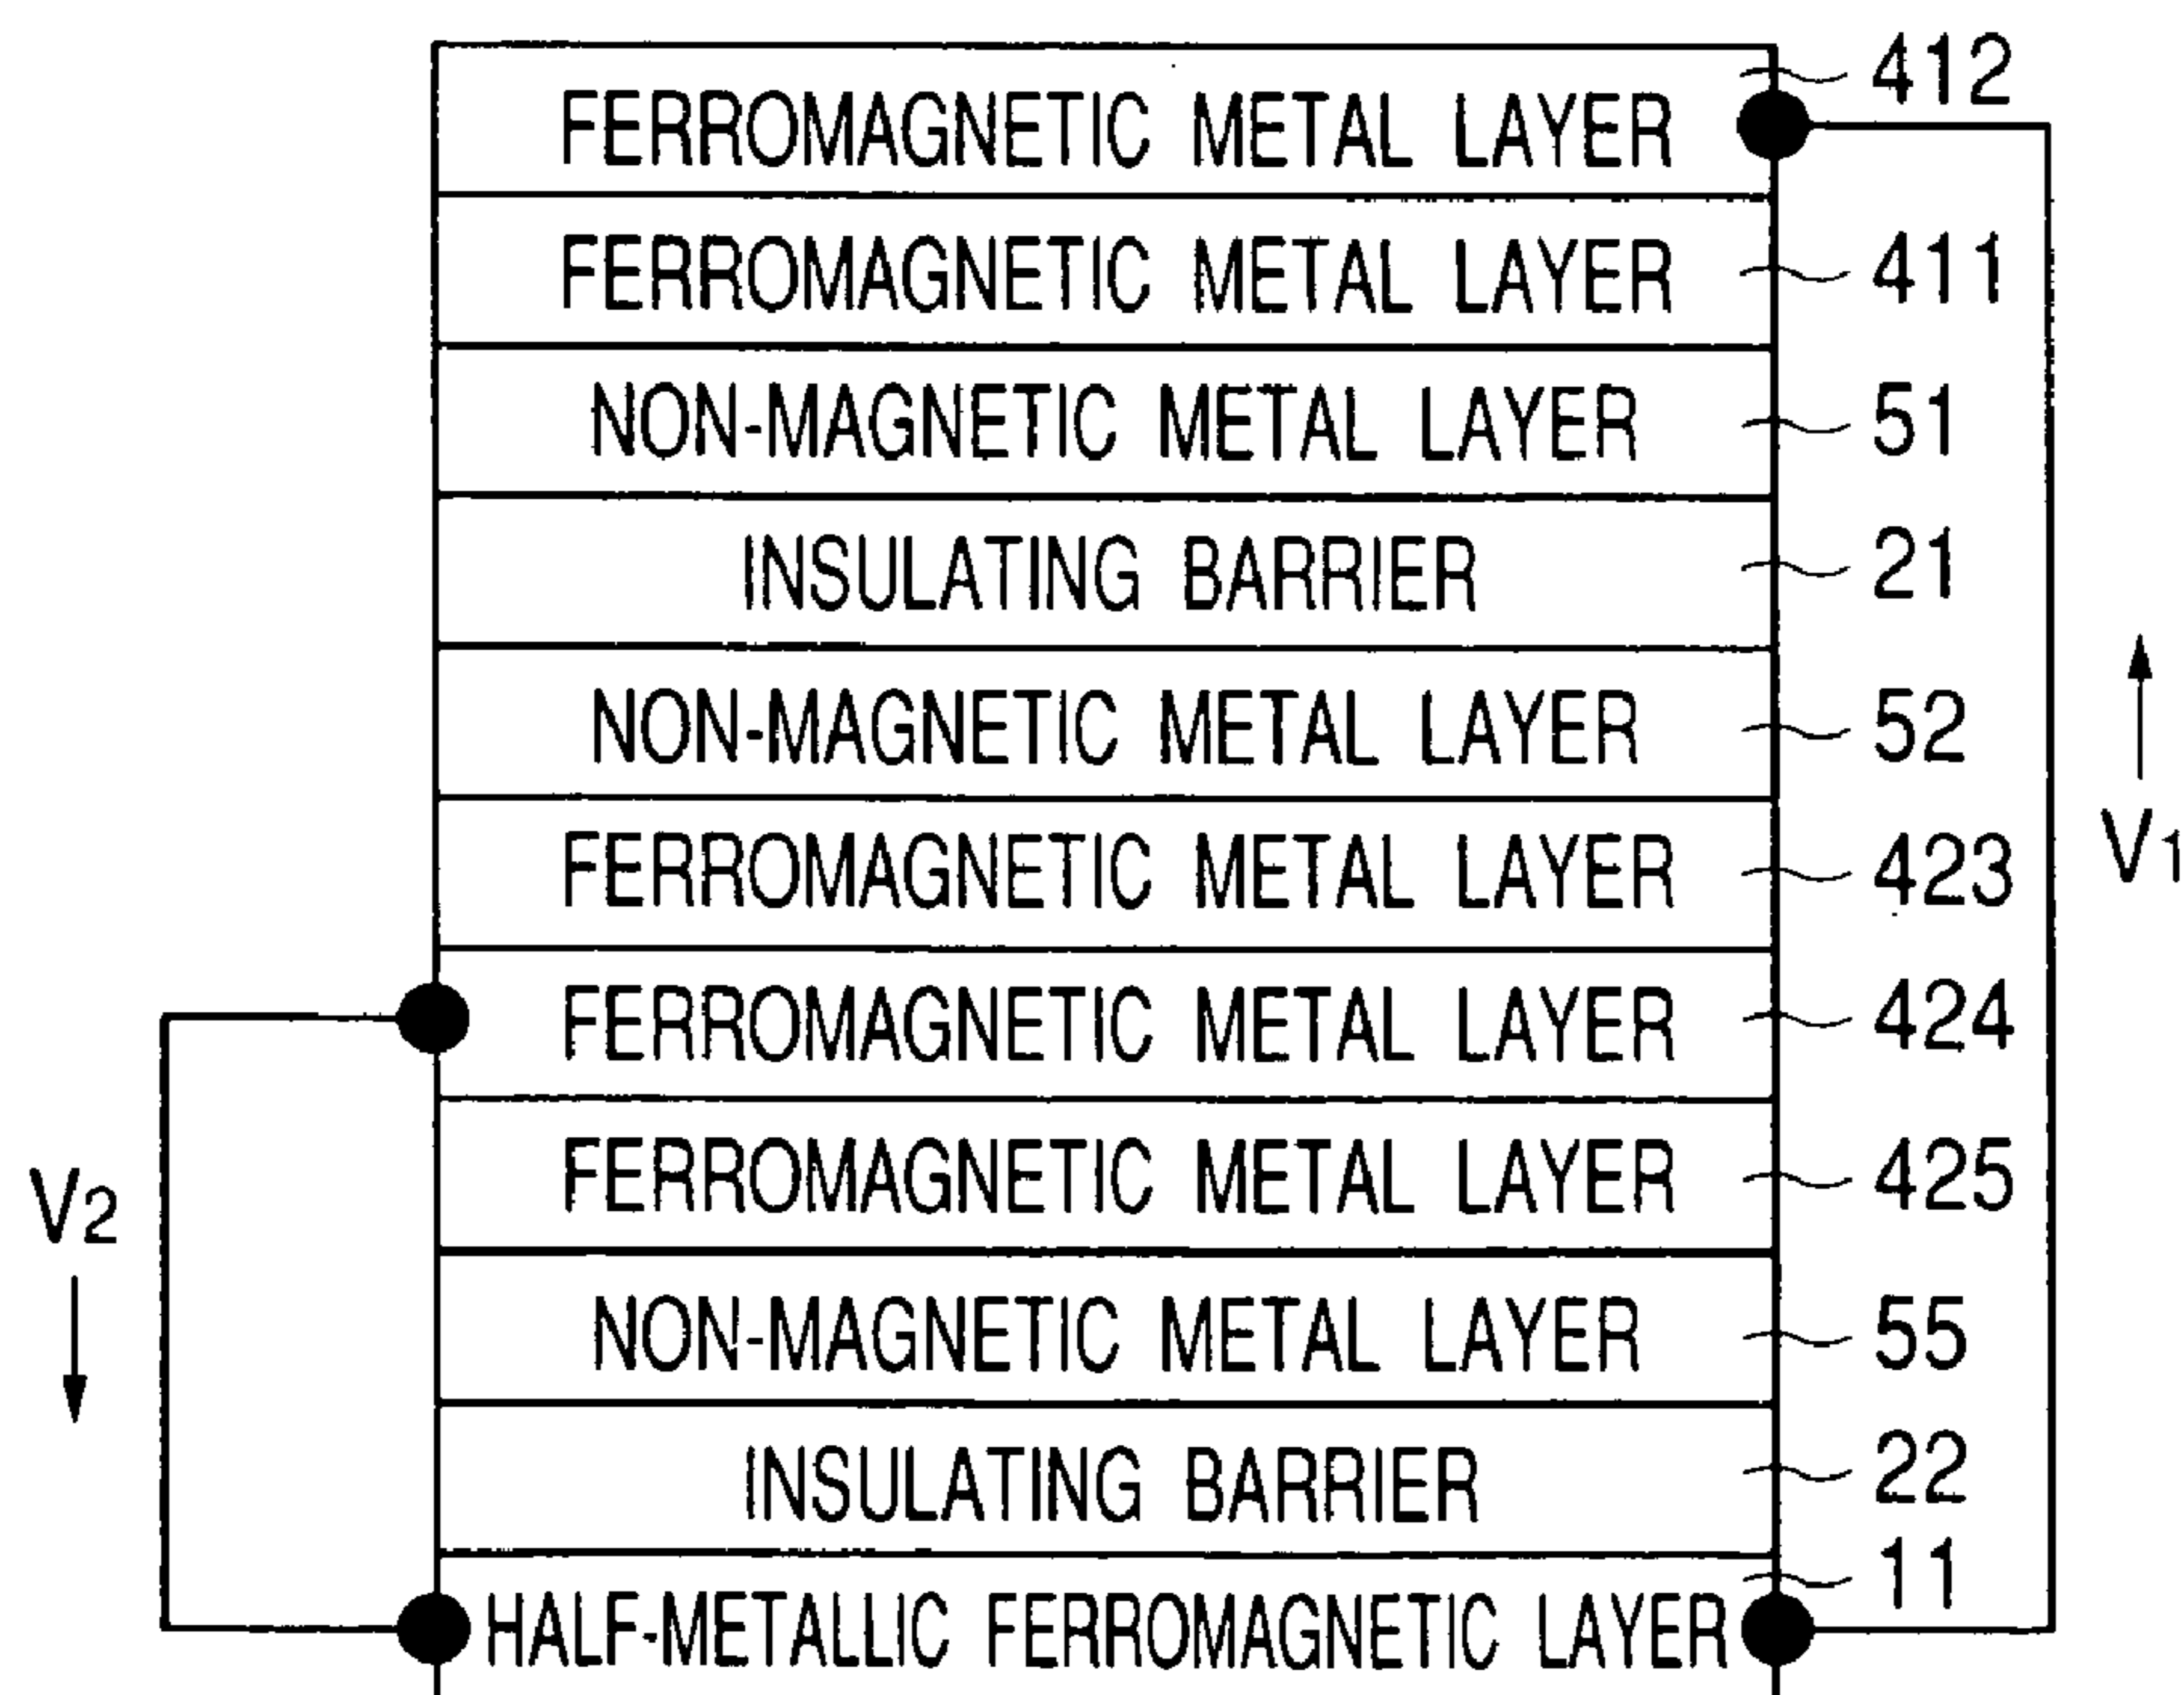 FERROMAGNETIC METAL LAYER 412
FERROMAGNETIC METAL LAYER 411
NON-MAGNETIC METAL LAYER 51
INSULATING BARRIER 21
NON-MAGNETIC METAL LAYER 52
V1
FERROMAGNETIC METAL LAYER 423
FERROMAGNETIC METAL LAYER 424
FERROMAGNETIC METAL LAYER 425
V2
NON-MAGNETIC METAL LAYER 55
INSULATING BARRIER 22
HALF-METALLIC FERROMAGNETIC LAYER 11